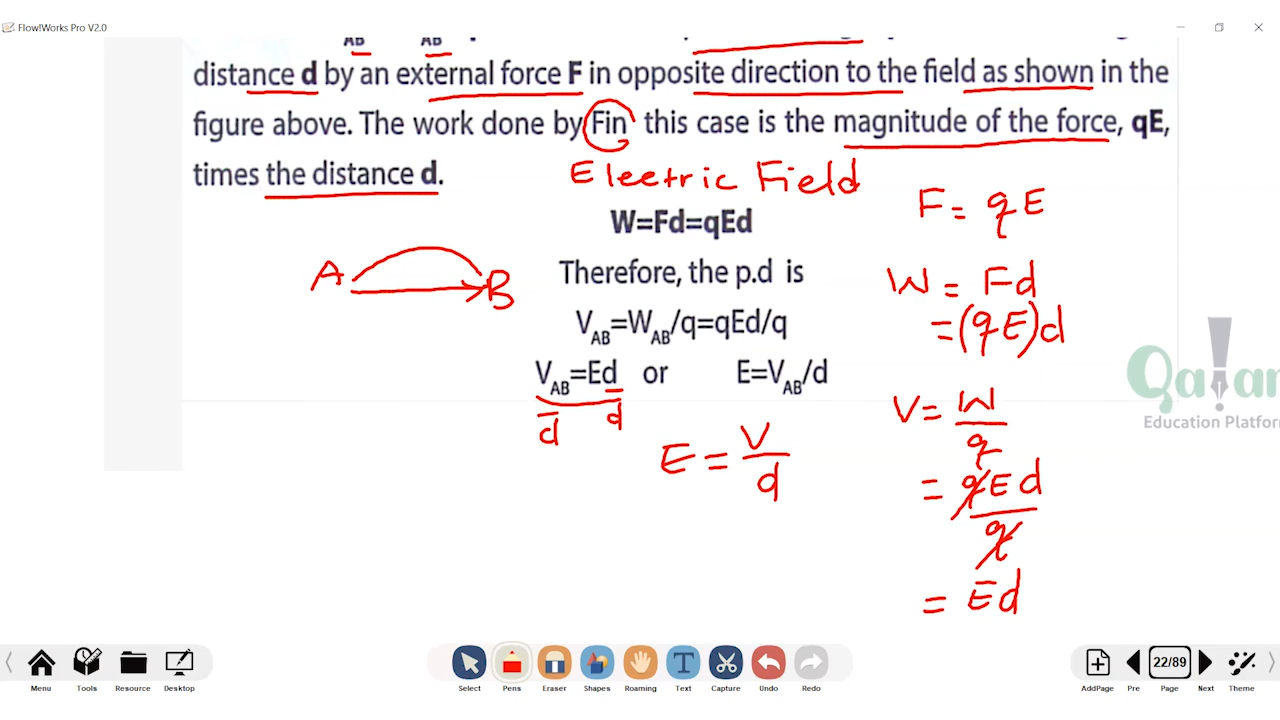 Flow!Works Pro V2.0
AB AB
distance d by an external force F in opposite direction to the field as shown in the
figure above. The work done by Fin this case is the magnitude of the force, qE,
times the distance d.
Electric Field
F = qE
W=Fd=qEd
A B
Therefore, the p.d is
W = Fd
VAB=WAB/q=qEd/q
= (qE)d
VAB=Ed or E=VAB/d
d d
V = W/q
E = V/d
= qEd/q
= Ed
Qa!a
Education Platfor
Menu Tools Resource Desktop
Select Pens Eraser Shapes Roaming Text Capture Undo Redo
22/89
AddPage Pre Page Next Theme